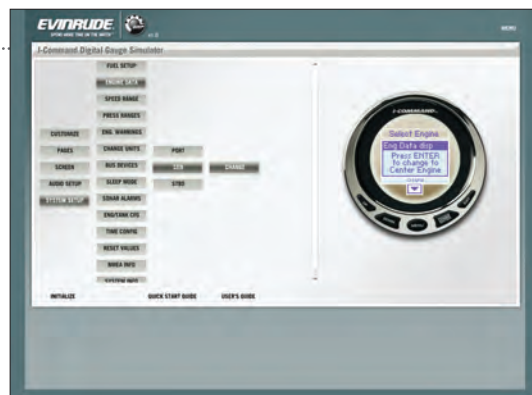 EVINRUDE
MENU
I-Command Digital Gauge Simulator
FUEL SETUP
ENGINE DATA
SPEED RANGE
PRESS RANGES
CUSTOMIZE
ENG. WARNINGS
PAGES
CHANGE UNITS
PORT
SCREEN
BUS DEVICES
CEN
CHANGE
AUDIO SETUP
SLEEP MODE
STBD
SYSTEM SETUP
SONAR ALARMS
ENG/TANK CFG
TIME CONFIG
RESET VALUES
NMEA INFO
SYSTEM INFO
INITIALIZE
QUICK START GUIDE
USER'S GUIDE
I-COMMAND
Select Engine
Eng Data disp
Press ENTER
to change to
Center Engine